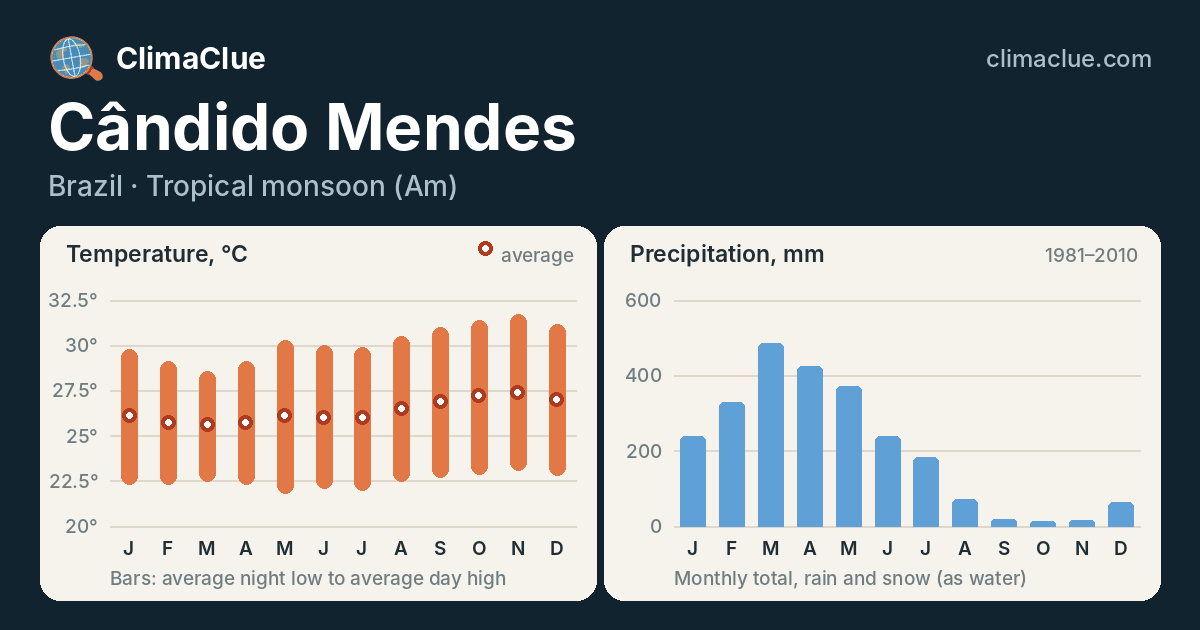 ClimaClue
climaclue.com
Cândido Mendes
Brazil · Tropical monsoon (Am)
Temperature, °C
average
32.5°
30°
27.5°
25°
22.5°
20°
J F M A M J J A S O N D
Bars: average night low to average day high
Precipitation, mm
1981–2010
600
400
200
0
J F M A M J J A S O N D
Monthly total, rain and snow (as water)